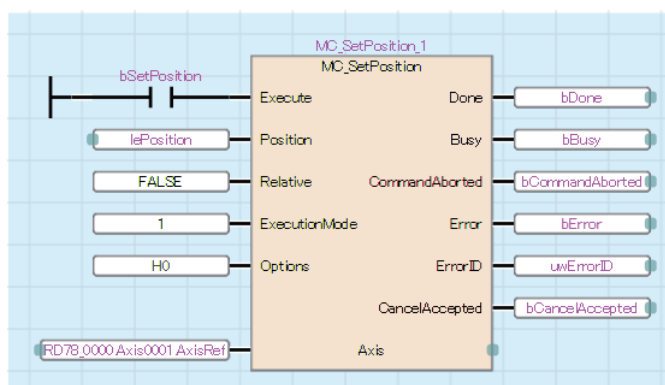 MC_SetPosition_1
MC_SetPosition
bSetPosition
Execute Done bDone
lePosition Position Busy bBusy
FALSE Relative CommandAborted bCommandAborted
1 ExecutionMode Error bError
H0 Options ErrorID uwErrorID
CancelAccepted bCancelAccepted
RD78_0000.Axis0001.AxisRef Axis